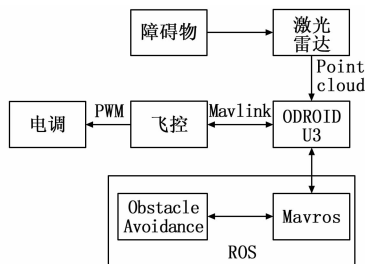 障碍物
激光
雷达
Point
cloud
电调
PWM
飞控
Mavlink
ODROID
U3
Obstacle
Avoidance
Mavros
ROS